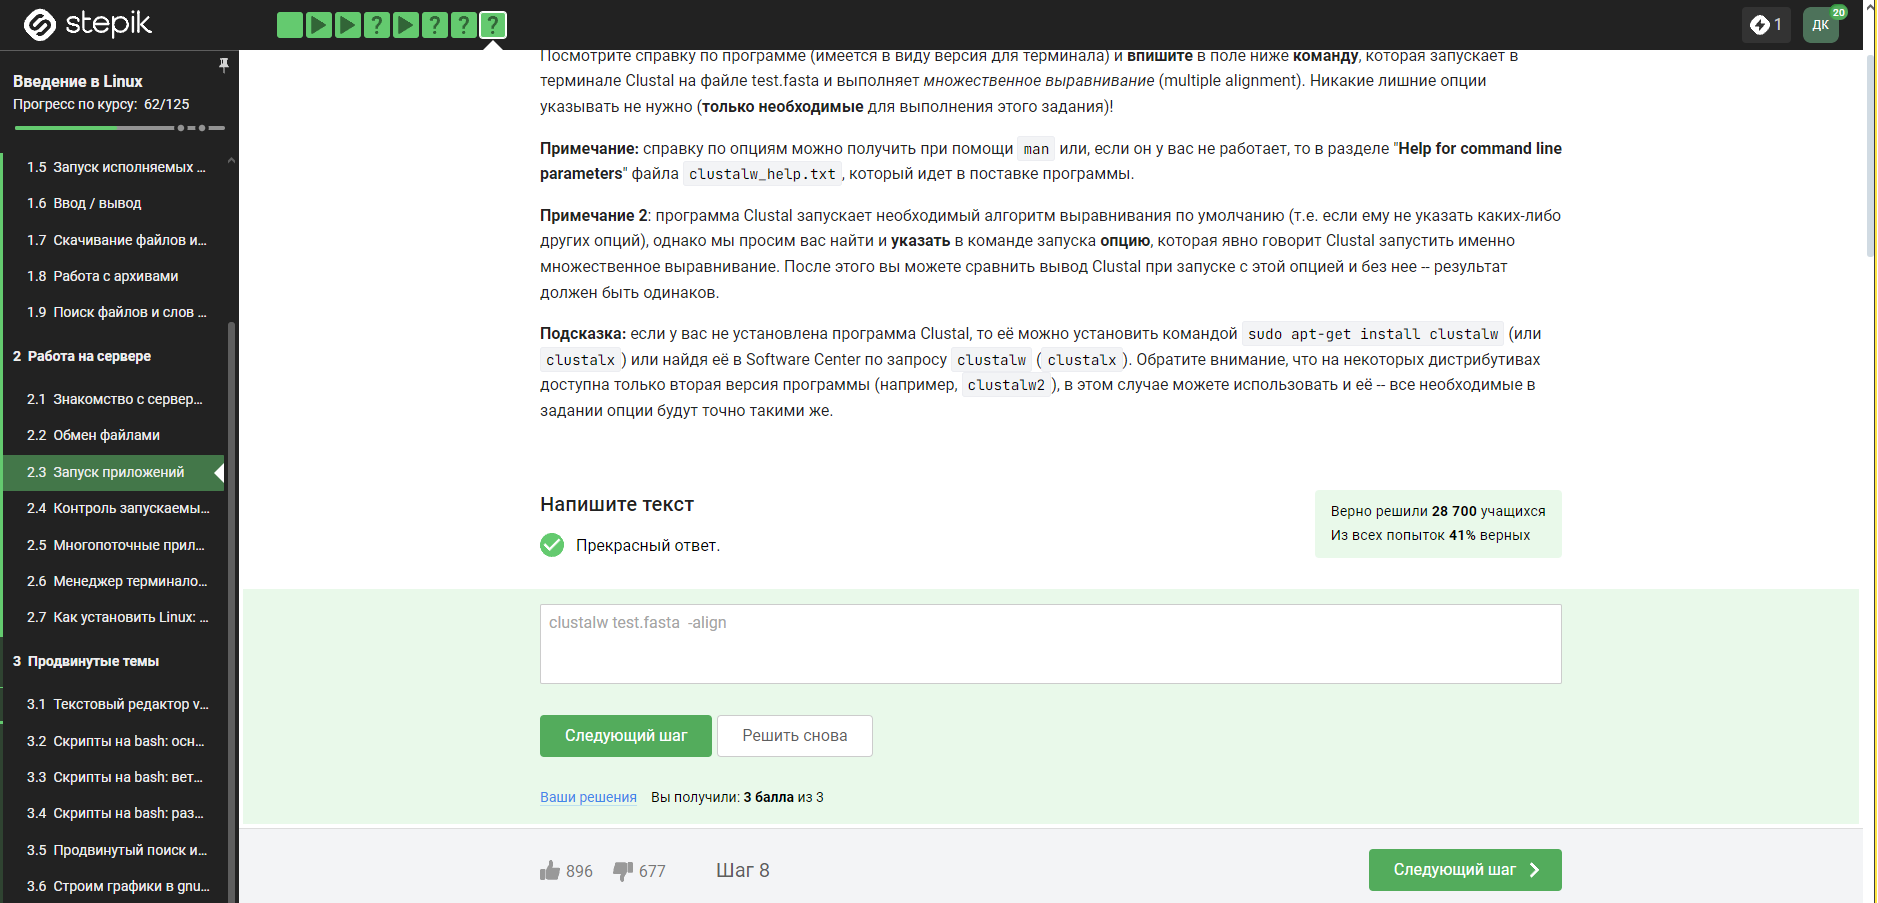 stepik
? ? ? ?
1
ДК
20
Введение в Linux
Прогресс по курсу: 62/125
1.5 Запуск исполняемых ...
1.6 Ввод / вывод
1.7 Скачивание файлов и...
1.8 Работа с архивами
1.9 Поиск файлов и слов ...
2 Работа на сервере
2.1 Знакомство с сервер...
2.2 Обмен файлами
2.3 Запуск приложений
2.4 Контроль запускаемы...
2.5 Многопоточные прил...
2.6 Менеджер терминало...
2.7 Как установить Linux: ...
3 Продвинутые темы
3.1 Текстовый редактор v...
3.2 Скрипты на bash: осн...
3.3 Скрипты на bash: вет...
3.4 Скрипты на bash: раз...
3.5 Продвинутый поиск и...
3.6 Строим графики в gnu...
Посмотрите справку по программе (имеется в виду версия для терминала) и впишите в поле ниже команду, которая запускает в
терминале Clustal на файле test.fasta и выполняет множественное выравнивание (multiple alignment). Никакие лишние опции
указывать не нужно (только необходимые для выполнения этого задания)!
Примечание: справку по опциям можно получить при помощи man или, если он у вас не работает, то в разделе "Help for command line
parameters" файла clustalw_help.txt, который идет в поставке программы.
Примечание 2: программа Clustal запускает необходимый алгоритм выравнивания по умолчанию (т.е. если ему не указать каких-либо
других опций), однако мы просим вас найти и указать в команде запуска опцию, которая явно говорит Clustal запустить именно
множественное выравнивание. После этого вы можете сравнить вывод Clustal при запуске с этой опцией и без нее -- результат
должен быть одинаков.
Подсказка: если у вас не установлена программа Clustal, то её можно установить командой sudo apt-get install clustalw (или
clustalx) или найдя её в Software Center по запросу clustalw (clustalx). Обратите внимание, что на некоторых дистрибутивах
доступна только вторая версия программы (например, clustalw2), в этом случае можете использовать и её -- все необходимые в
задании опции будут точно такими же.
Напишите текст
Прекрасный ответ.
Верно решили 28 700 учащихся
Из всех попыток 41% верных
clustalw test.fasta  -align
Следующий шаг
Решить снова
Ваши решения Вы получили: 3 балла из 3
896 677 Шаг 8
Следующий шаг